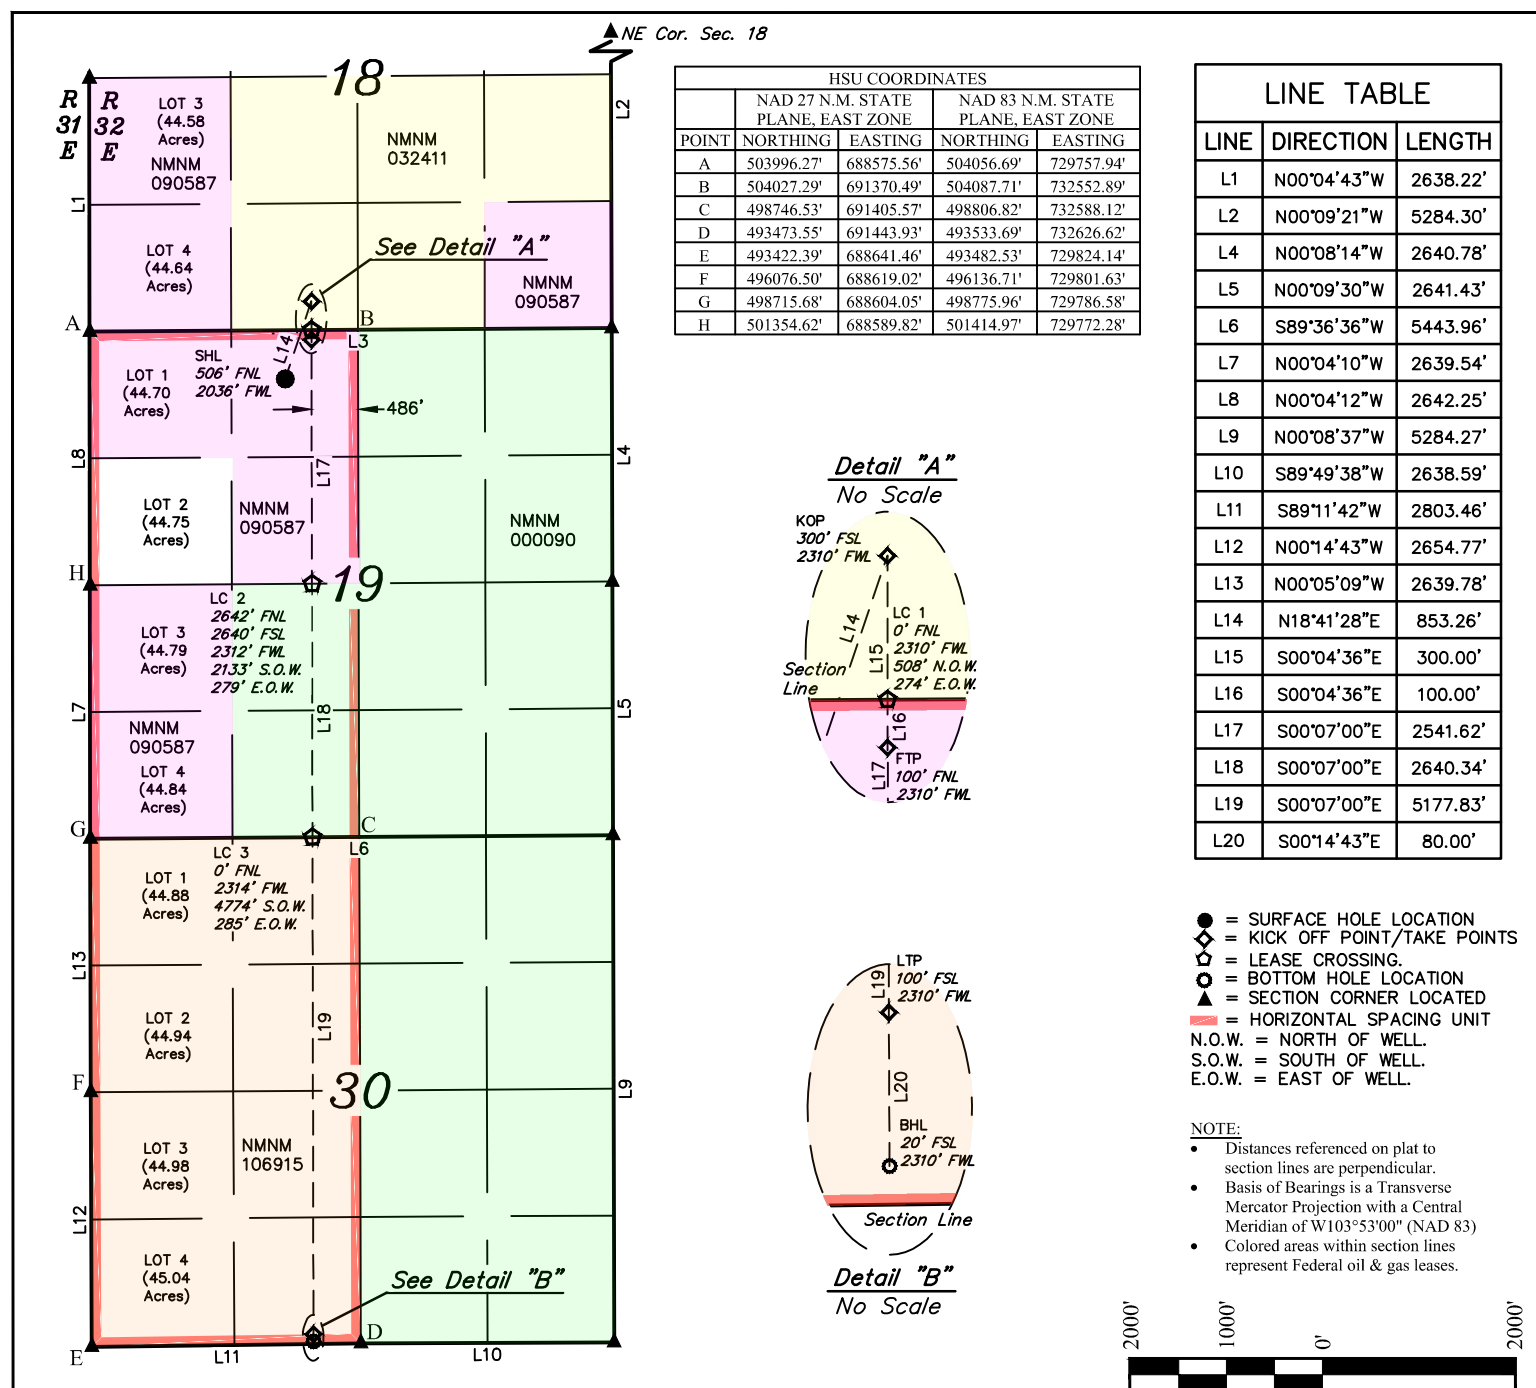 NE Cor. Sec. 18
R R
31 32
E E
18
LOT 3
(44.58
Acres)
NMNM
090587
NMNM
032411
L2
L1
LOT 4
(44.64
Acres)
See Detail "A"
NMNM
090587
A
B
L3
SHL
506' FNL
2036' FWL
L14
LOT 1
(44.70
Acres)
486'
L8
L17
L4
LOT 2
(44.75
Acres)
NMNM
090587
NMNM
000090
H
19
LC 2
2642' FNL
2640' FSL
2312' FWL
2133' S.O.W.
279' E.O.W.
LOT 3
(44.79
Acres)
L7
L18
L5
NMNM
090587
LOT 4
(44.84
Acres)
G
C
L6
LC 3
0' FNL
2314' FWL
4774' S.O.W.
285' E.O.W.
LOT 1
(44.88
Acres)
L13
LOT 2
(44.94
Acres)
L19
F
30
L9
LOT 3
(44.98
Acres)
NMNM
106915
L12
LOT 4
(45.04
Acres)
See Detail "B"
E
D
L11
L10
HSU COORDINATES
NAD 27 N.M. STATE PLANE, EAST ZONE NAD 83 N.M. STATE PLANE, EAST ZONE
POINT NORTHING EASTING NORTHING EASTING
A 503996.27' 688575.56' 504056.69' 729757.94'
B 504027.29' 691370.49' 504087.71' 732552.89'
C 498746.53' 691405.57' 498806.82' 732588.12'
D 493473.55' 691443.93' 493533.69' 732626.62'
E 493422.39' 688641.46' 493482.53' 729824.14'
F 496076.50' 688619.02' 496136.71' 729801.63'
G 498715.68' 688604.05' 498775.96' 729786.58'
H 501354.62' 688589.82' 501414.97' 729772.28'
Detail "A"
No Scale
KOP
300' FSL
2310' FWL
L14
L15
LC 1
0' FNL
2310' FWL
508' N.O.W.
274' E.O.W.
Section
Line
L16
L17
FTP
100' FNL
2310' FWL
LTP
100' FSL
2310' FWL
L19
L20
BHL
20' FSL
2310' FWL
Section Line
Detail "B"
No Scale
LINE TABLE
LINE DIRECTION LENGTH
L1 N00°04'43"W 2638.22'
L2 N00°09'21"W 5284.30'
L4 N00°08'14"W 2640.78'
L5 N00°09'30"W 2641.43'
L6 S89°36'36"W 5443.96'
L7 N00°04'10"W 2639.54'
L8 N00°04'12"W 2642.25'
L9 N00°08'37"W 5284.27'
L10 S89°49'38"W 2638.59'
L11 S89°11'42"W 2803.46'
L12 N00°14'43"W 2654.77'
L13 N00°05'09"W 2639.78'
L14 N18°41'28"E 853.26'
L15 S00°04'36"E 300.00'
L16 S00°04'36"E 100.00'
L17 S00°07'00"E 2541.62'
L18 S00°07'00"E 2640.34'
L19 S00°07'00"E 5177.83'
L20 S00°14'43"E 80.00'
= SURFACE HOLE LOCATION
= KICK OFF POINT/TAKE POINTS
= LEASE CROSSING.
= BOTTOM HOLE LOCATION
= SECTION CORNER LOCATED
= HORIZONTAL SPACING UNIT
N.O.W. = NORTH OF WELL.
S.O.W. = SOUTH OF WELL.
E.O.W. = EAST OF WELL.
NOTE:
• Distances referenced on plat to
section lines are perpendicular.
• Basis of Bearings is a Transverse
Mercator Projection with a Central
Meridian of W103°53'00" (NAD 83)
• Colored areas within section lines
represent Federal oil & gas leases.
2000' 1000' 0' 2000'